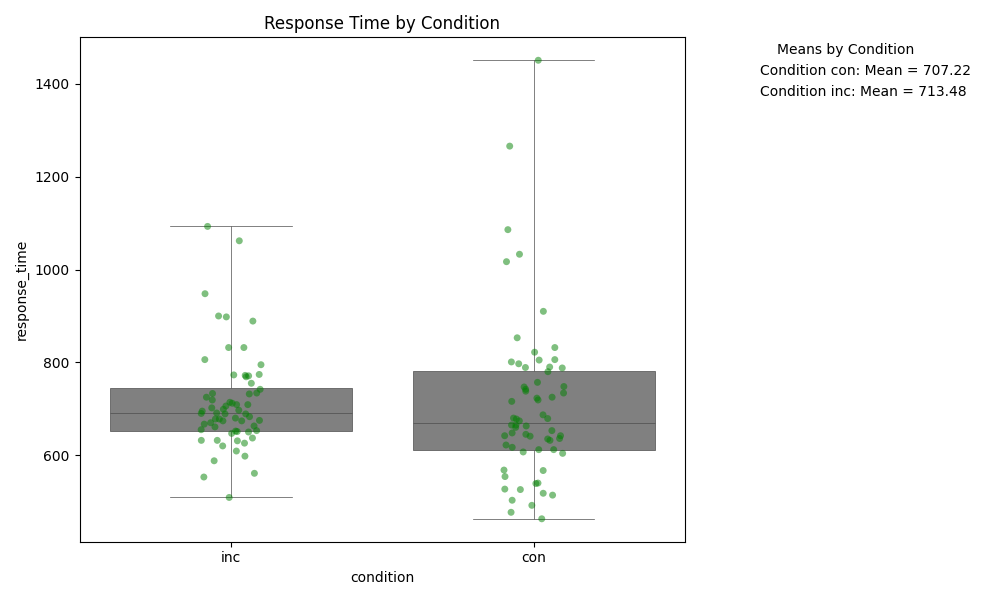 Response Time by Condition
Means by Condition
Condition con: Mean = 707.22
Condition inc: Mean = 713.48
1400
1200
1000
800
600
response_time
inc
con
condition